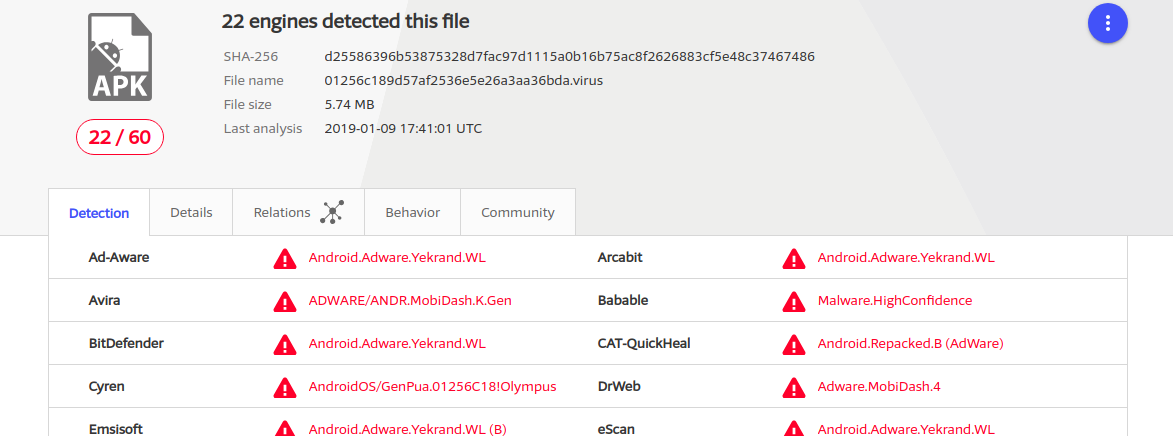 22 engines detected this file
SHA-256 d25586396b53875328d7fac97d1115a0b16b75ac8f2626883cf5e48c37467486
File name 01256c189d57af2536e5e26a3aa36bda.virus
File size 5.74 MB
Last analysis 2019-01-09 17:41:01 UTC
APK
22 / 60
Detection Details Relations Behavior Community
Ad-Aware Android.Adware.Yekrand.WL Arcabit Android.Adware.Yekrand.WL
Avira ADWARE/ANDR.MobiDash.K.Gen Babable Malware.HighConfidence
BitDefender Android.Adware.Yekrand.WL CAT-QuickHeal Android.Repacked.B (AdWare)
Cyren AndroidOS/GenPua.01256C18!Olympus DrWeb Adware.MobiDash.4
Emsisoft Android.Adware.Yekrand.WL (B) eScan Android.Adware.Yekrand.WL